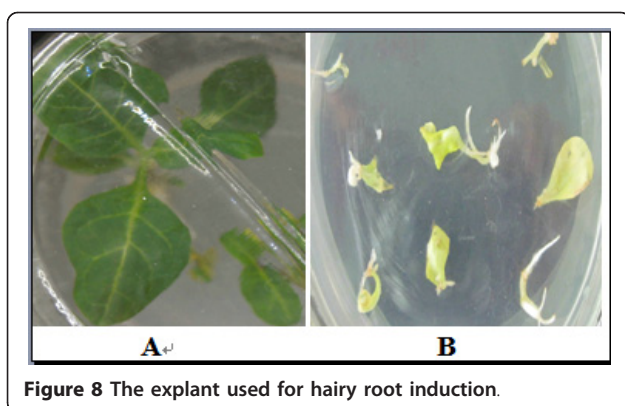 A↵
B
Figure 8 The explant used for hairy root induction.